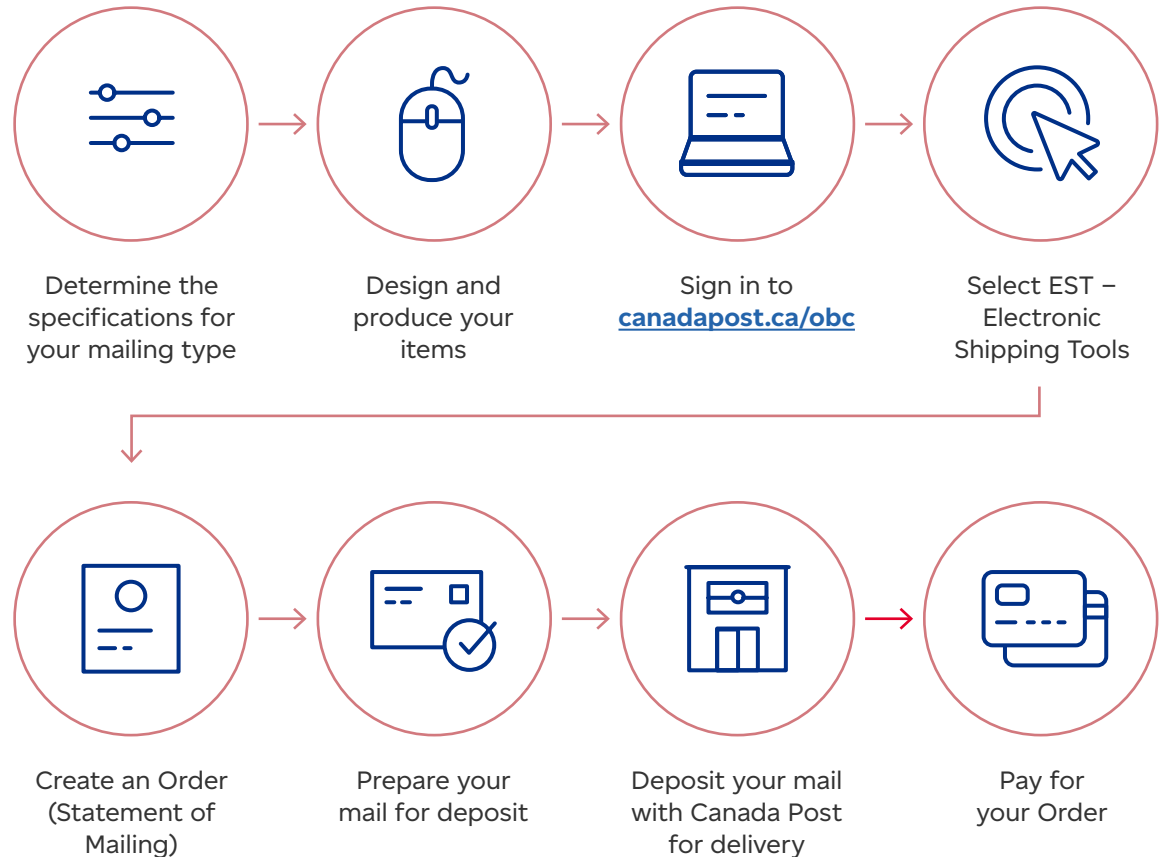 Determine the
specifications for
your mailing type
Design and
produce your
items
Sign in to
canadapost.ca/obc
Select EST –
Electronic
Shipping Tools
Create an Order
(Statement of
Mailing)
Prepare your
mail for deposit
Deposit your mail
with Canada Post
for delivery
Pay for
your Order